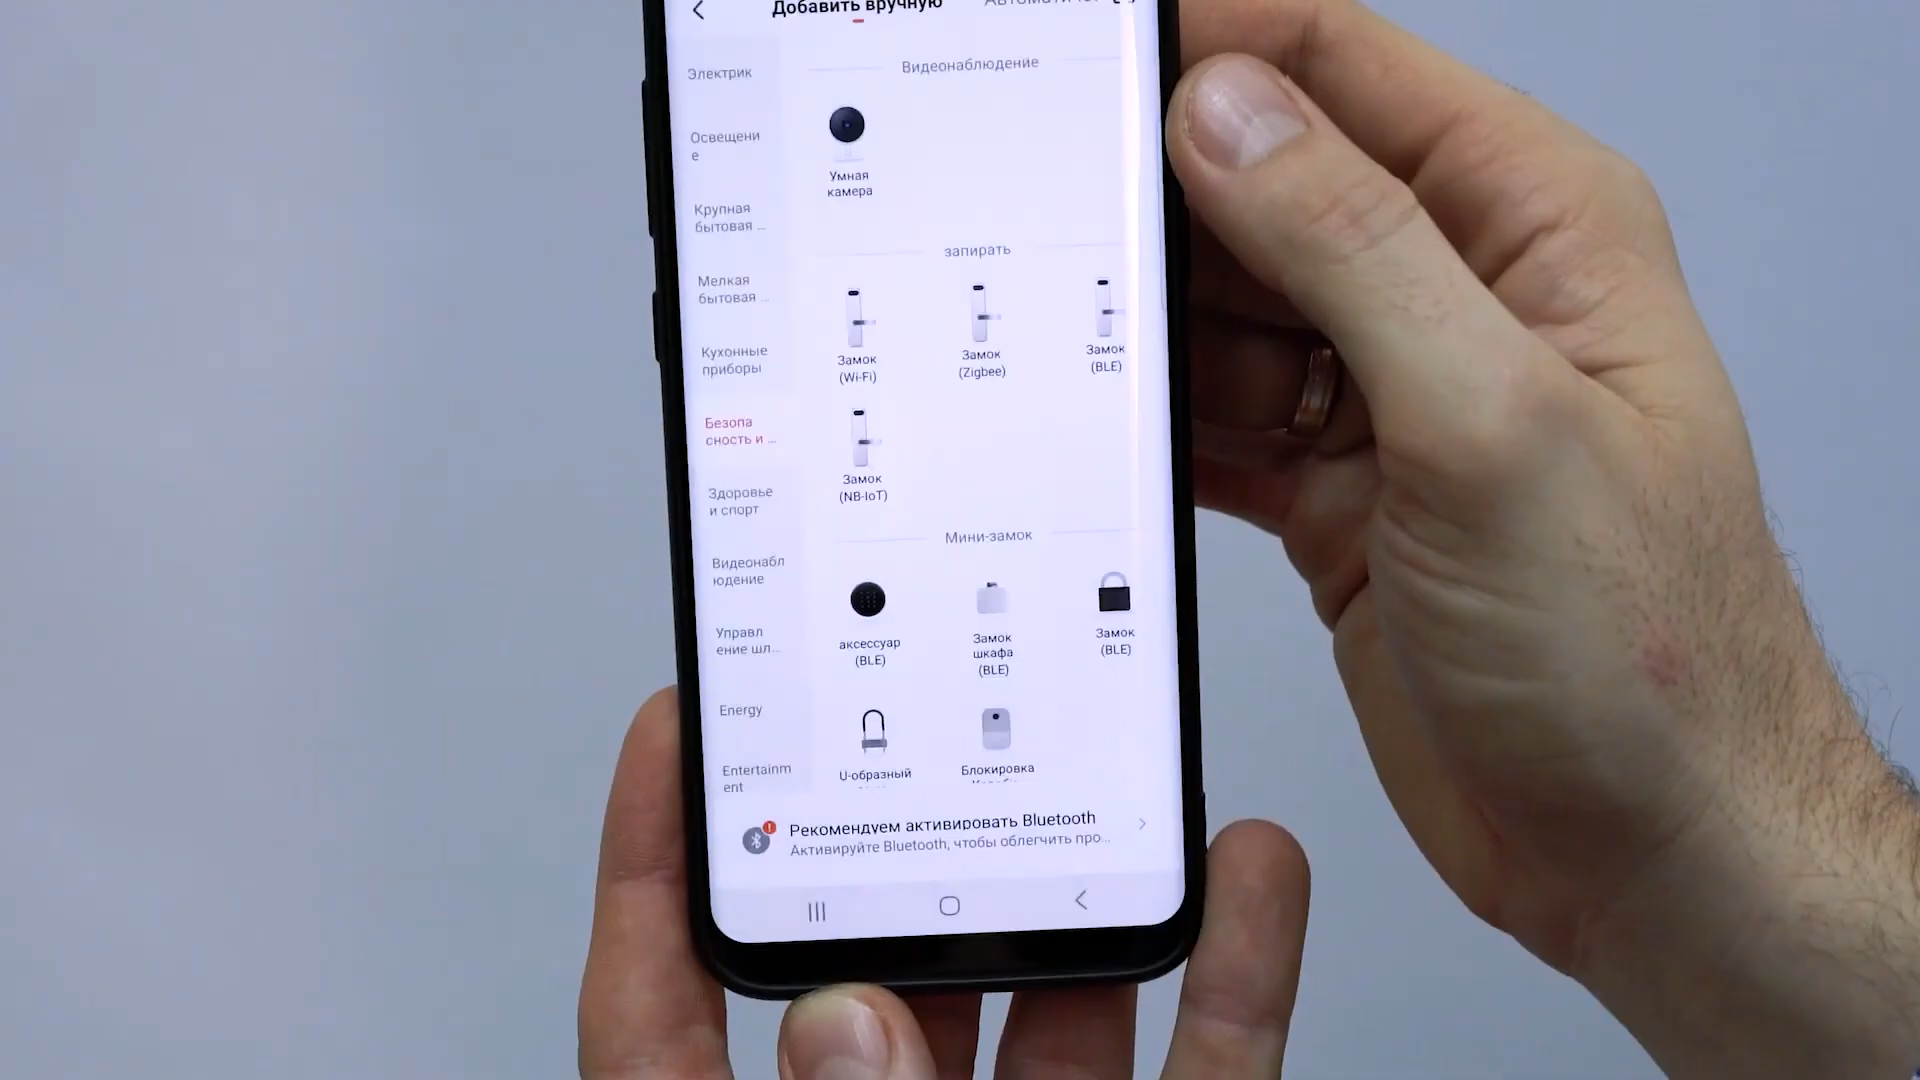 Добавить вручную
Электрик
Освещени
е
Крупная
бытовая ...
Мелкая
бытовая ...
Кухонные
приборы
Безопа
сность и ...
Здоровье
и спорт
Видеонабл
юдение
Управл
ение шл...
Energy
Entertainm
ent
Видеонаблюдение
Умная
камера
запирать
Замок
(Wi-Fi)
Замок
(Zigbee)
Замок
(BLE)
Замок
(NB-IoT)
Мини-замок
аксессуар
(BLE)
Замок
шкафа
(BLE)
Замок
(BLE)
U-образный
Блокировка
Рекомендуем активировать Bluetooth
Активируйте Bluetooth, чтобы облегчить про...